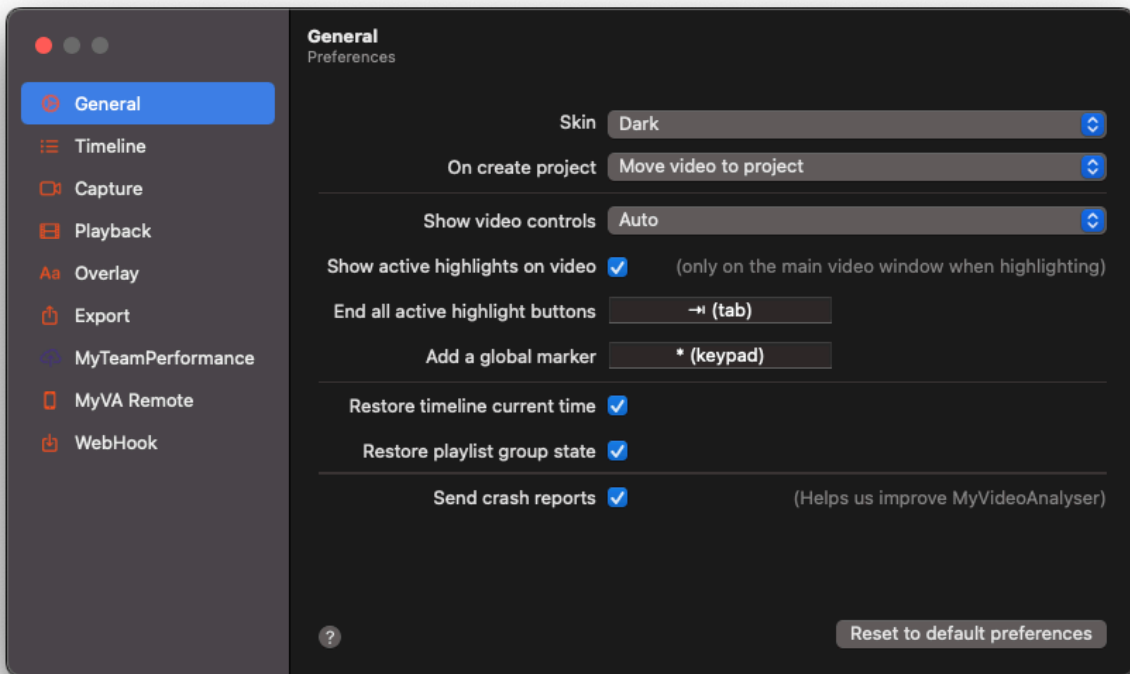 General
Preferences
General
Timeline
Capture
Playback
Aa Overlay
Export
MyTeamPerformance
MyVA Remote
WebHook
Skin Dark
On create project Move video to project
Show video controls Auto
Show active highlights on video (only on the main video window when highlighting)
End all active highlight buttons ⇥ (tab)
Add a global marker * (keypad)
Restore timeline current time
Restore playlist group state
Send crash reports (Helps us improve MyVideoAnalyser)
? Reset to default preferences